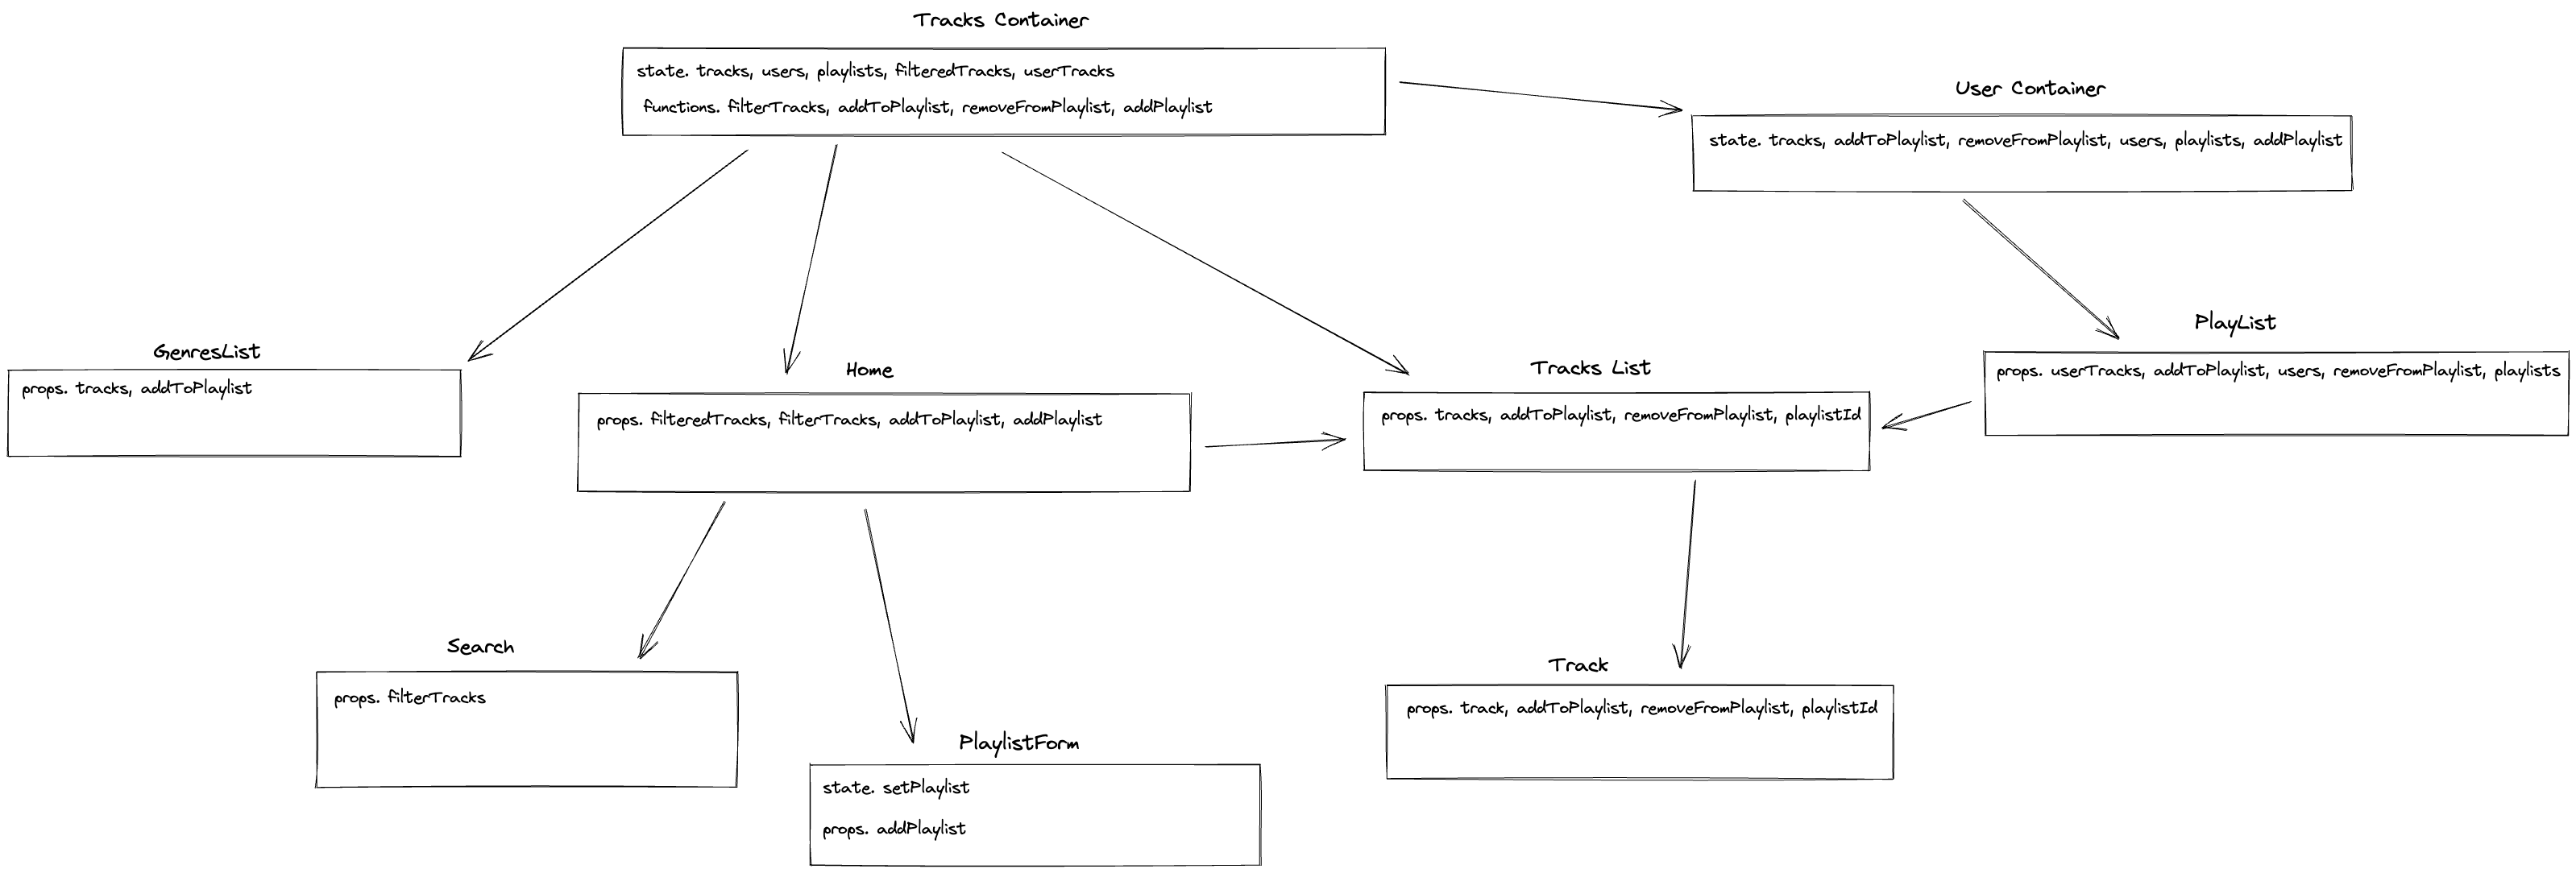 Tracks Container
state. tracks, users, playlists, filteredTracks, userTracks
functions. filterTracks, addToPlaylist, removeFromPlaylist, addPlaylist
User Container
state. tracks, addToPlaylist, removeFromPlaylist, users, playlists, addPlaylist
GenresList
props. tracks, addToPlaylist
Home
props. filteredTracks, filterTracks, addToPlaylist, addPlaylist
Tracks List
props. tracks, addToPlaylist, removeFromPlaylist, playlistId
PlayList
props. userTracks, addToPlaylist, users, removeFromPlaylist, playlists
Search
props. filterTracks
PlaylistForm
state. setPlaylist
props. addPlaylist
Track
props. track, addToPlaylist, removeFromPlaylist, playlistId